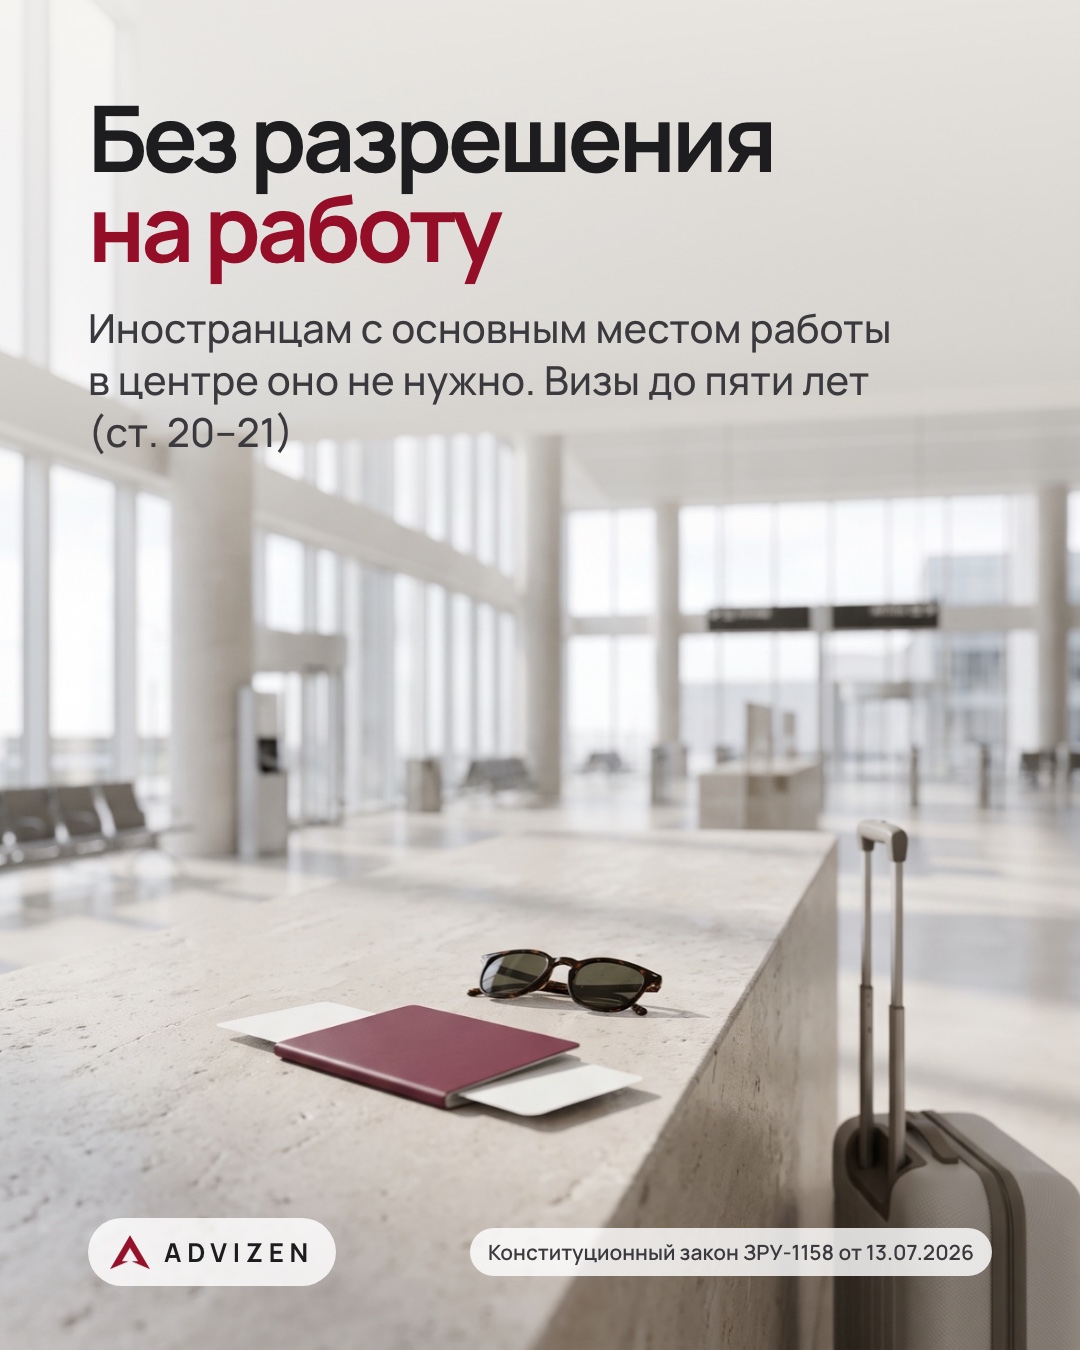 Без разрешения
на работу
Иностранцам с основным местом работы
в центре оно не нужно. Визы до пяти лет
(ст. 20–21)
ADVIZEN
Конституционный закон ЗРУ-1158 от 13.07.2026